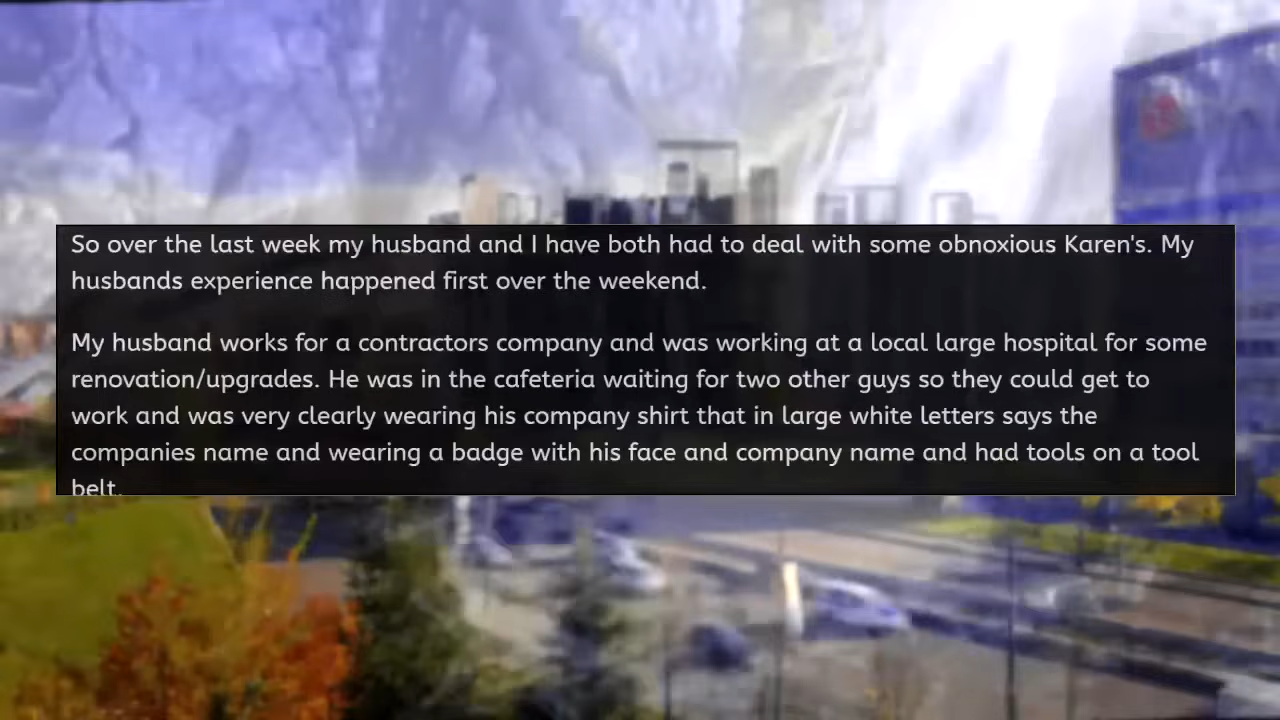 So over the last week my husband and I have both had to deal with some obnoxious Karen's. My
husbands experience happened first over the weekend.
My husband works for a contractors company and was working at a local large hospital for some
renovation/upgrades. He was in the cafeteria waiting for two other guys so they could get to
work and was very clearly wearing his company shirt that in large white letters says the
companies name and wearing a badge with his face and company name and had tools on a tool
belt.